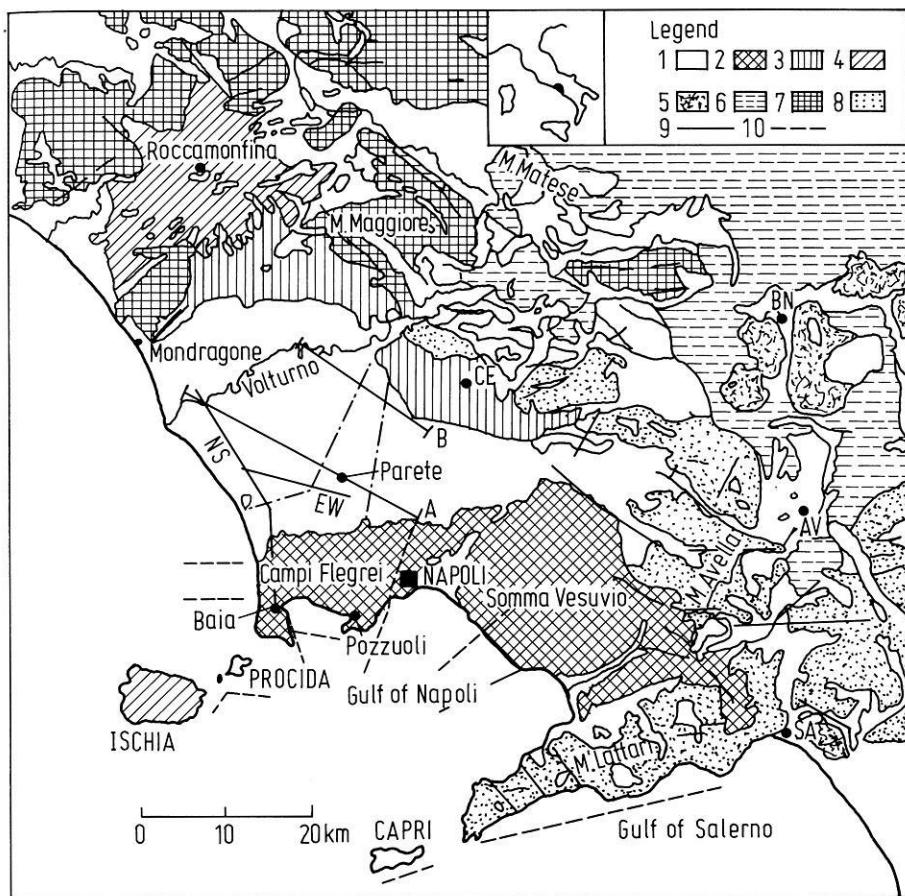 Legend
1 2 3 4
5 6 7 8
9 10
Roccamonfina
M.Matese
M.Maggiore
BN
Mondragone
Volturno
CE
B
NS
Parete
EW
A
AV
Campi Flegrei
NAPOLI
M.Avella
Somma Vesuvio
Baia
Pozzuoli
PROCIDA
Gulf of Napoli
ISCHIA
SA
M.Lattari
0 10 20 km
CAPRI
Gulf of Salerno